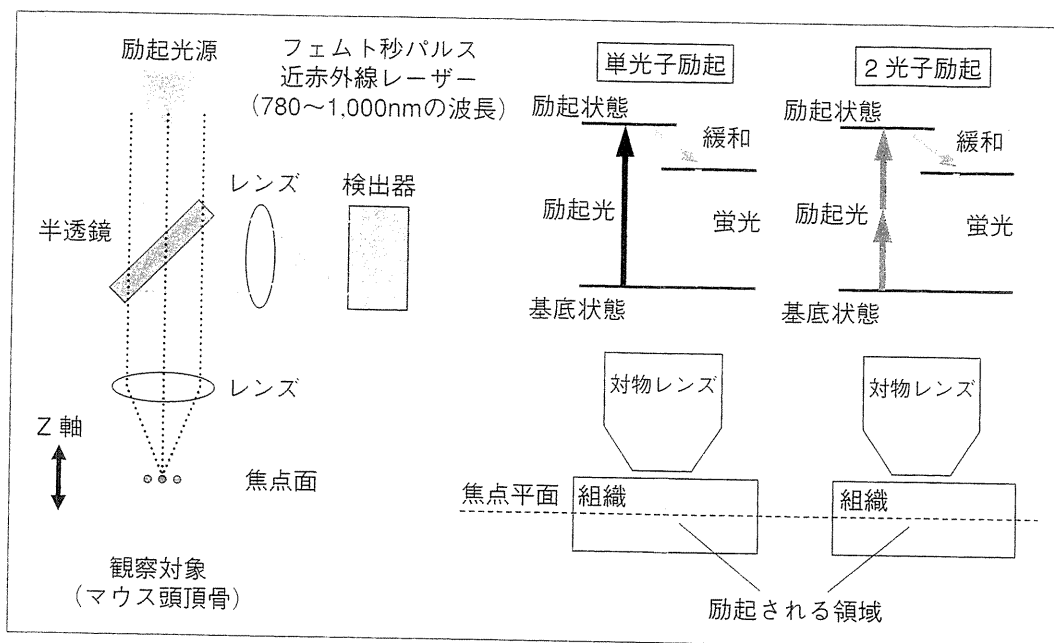 励起光源
フェムト秒パルス
近赤外線レーザー
(780〜1,000nmの波長)
レンズ
検出器
半透鏡
レンズ
Z 軸
焦点面
観察対象
(マウス頭頂骨)
単光子励起
励起状態
緩和
励起光
蛍光
基底状態
2 光子励起
励起状態
緩和
励起光
蛍光
基底状態
対物レンズ
対物レンズ
焦点平面
組織
組織
励起される領域